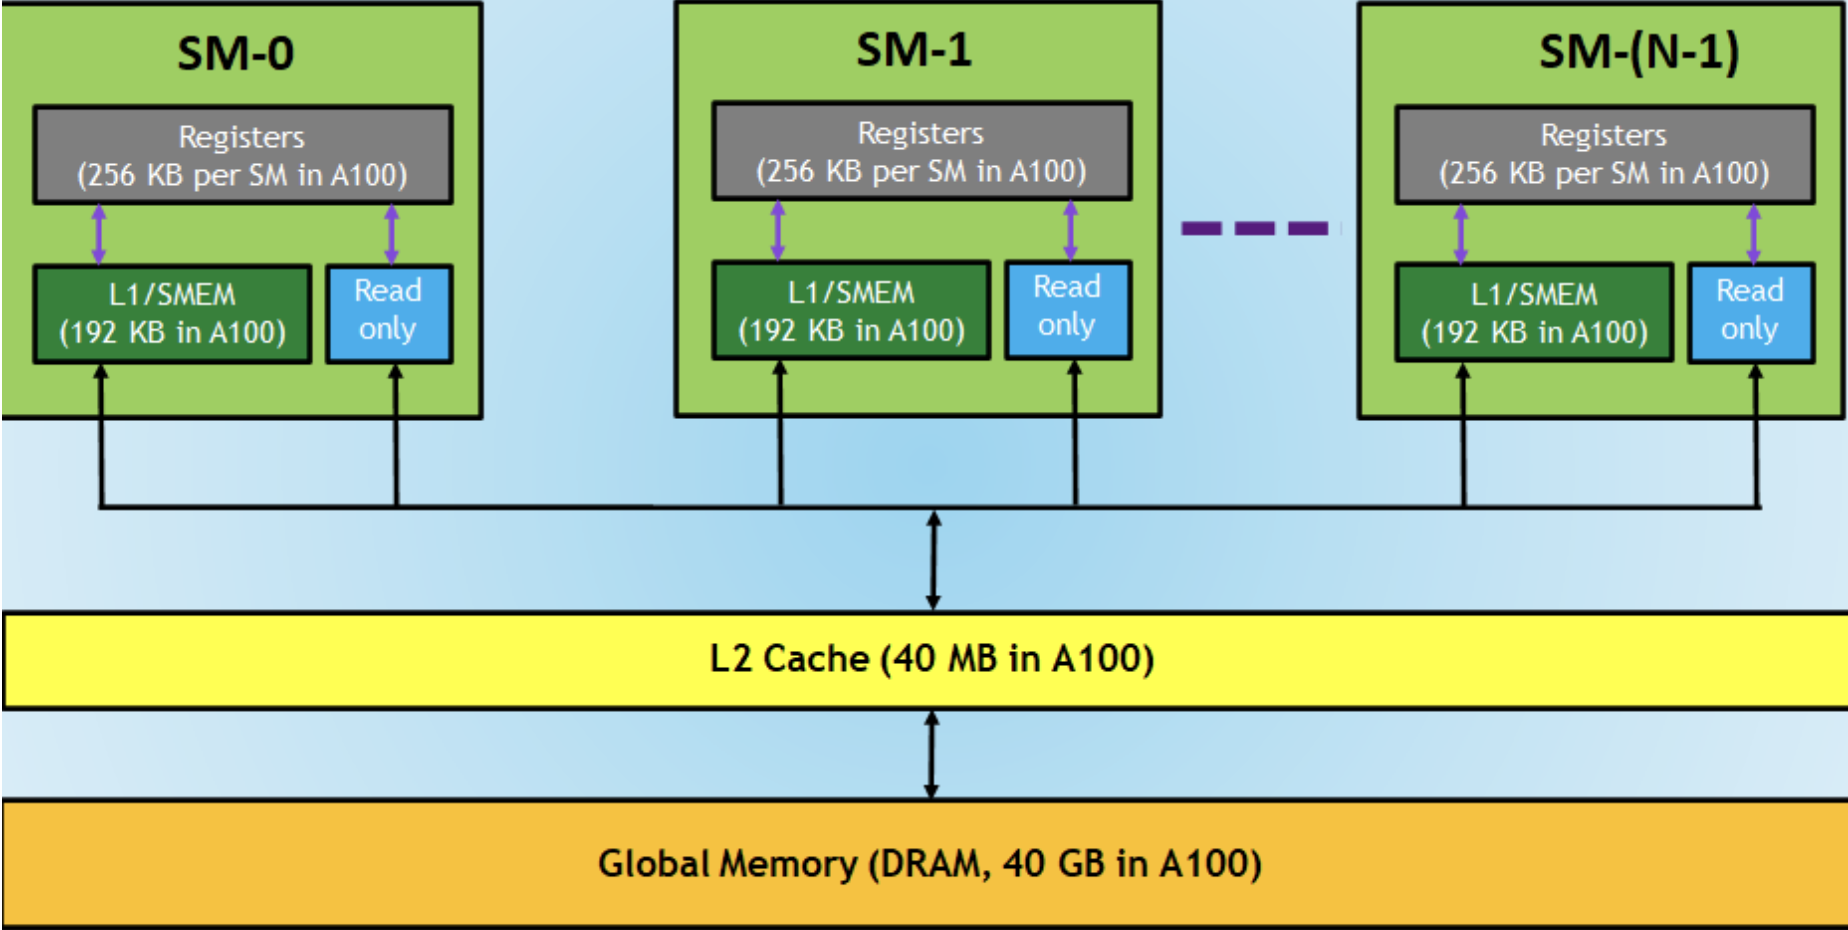 SM-0
Registers
(256 KB per SM in A100)
L1/SMEM
(192 KB in A100)
Read
only
SM-1
Registers
(256 KB per SM in A100)
L1/SMEM
(192 KB in A100)
Read
only
SM-(N-1)
Registers
(256 KB per SM in A100)
L1/SMEM
(192 KB in A100)
Read
only
L2 Cache (40 MB in A100)
Global Memory (DRAM, 40 GB in A100)